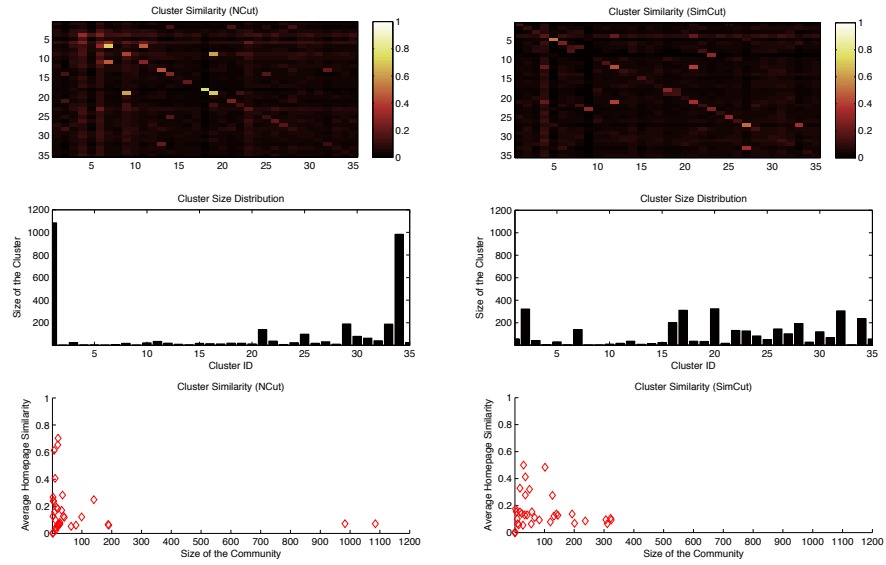 Cluster Similarity (NCut)
5
10
15
20
25
30
35
5 10 15 20 25 30 35
1
0.8
0.6
0.4
0.2
0
Cluster Similarity (SimCut)
5
10
15
20
25
30
35
5 10 15 20 25 30 35
1
0.8
0.6
0.4
0.2
0
Cluster Size Distribution
Size of the Cluster
1200
1000
800
600
400
200
5 10 15 20 25 30 35
Cluster ID
Cluster Size Distribution
Size of the Cluster
1200
1000
800
600
400
200
5 10 15 20 25 30 35
Cluster ID
Cluster Similarity (NCut)
Average Homepage Similarity
1
0.8
0.6
0.4
0.2
0
0 100 200 300 400 500 600 700 800 900 1000 1100 1200
Size of the Community
Cluster Similarity (SimCut)
Average Homepage Similarity
1
0.8
0.6
0.4
0.2
0
0 100 200 300 400 500 600 700 800 900 1000 1100 1200
Size of the Community